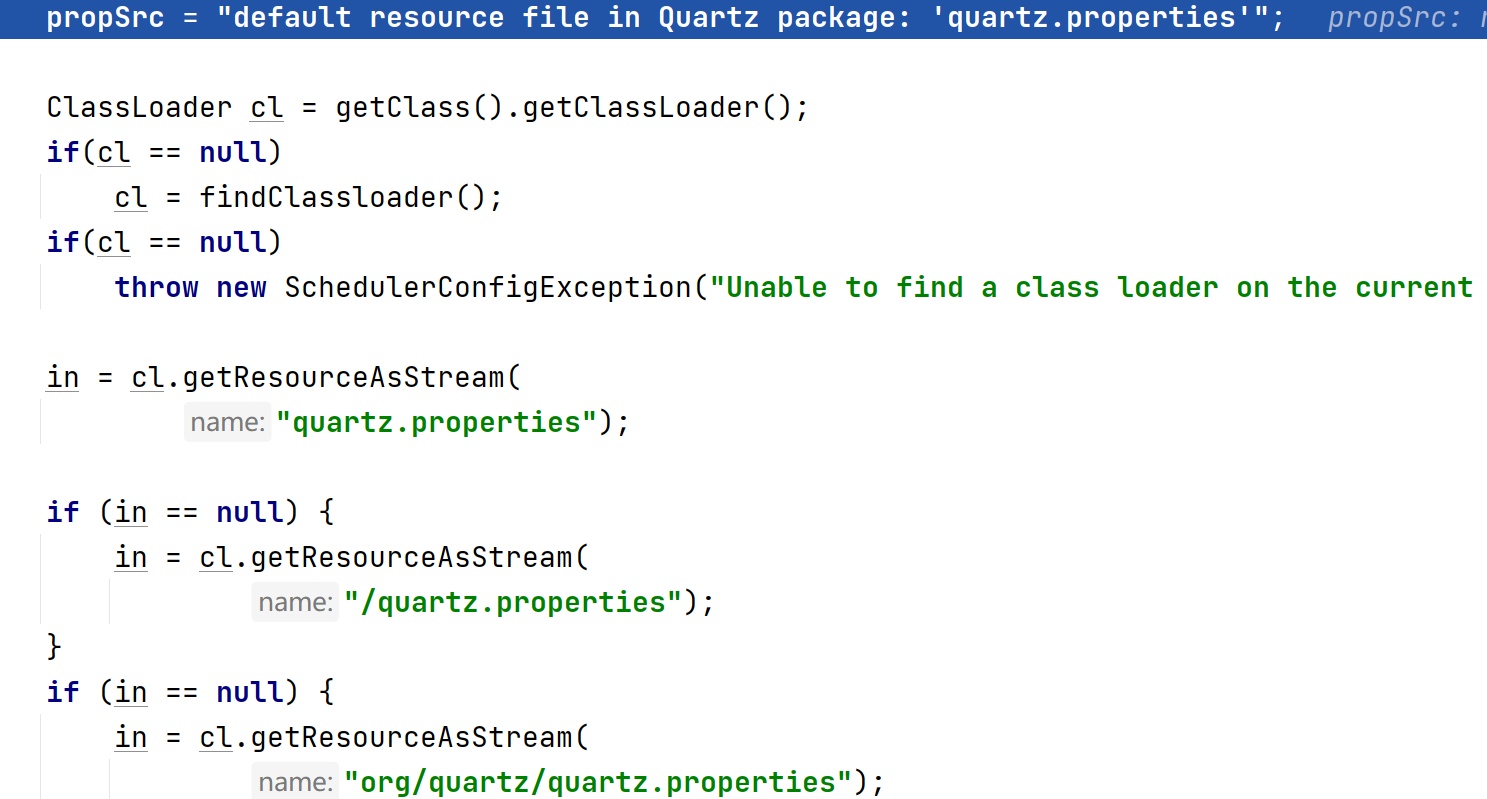 propSrc = "default resource file in Quartz package: 'quartz.properties'"; propSrc:
ClassLoader cl = getClass().getClassLoader();
if(cl == null)
cl = findClassloader();
if(cl == null)
throw new SchedulerConfigException("Unable to find a class loader on the current
in = cl.getResourceAsStream(
name: "quartz.properties");
if (in == null) {
in = cl.getResourceAsStream(
name: "/quartz.properties");
}
if (in == null) {
in = cl.getResourceAsStream(
name: "org/quartz/quartz.properties");